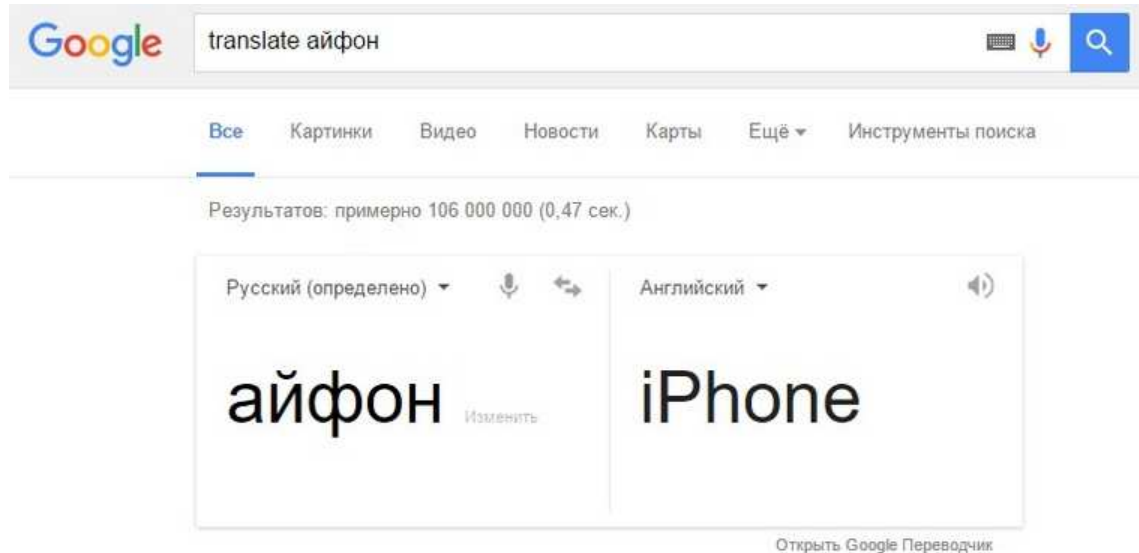 Google translate айфон
Все Картинки Видео Новости Карты Ещё Инструменты поиска
Результатов: примерно 106 000 000 (0,47 сек.)
Русский (определено) Английский
айфон Изменить iPhone
Открыть Google Переводчик